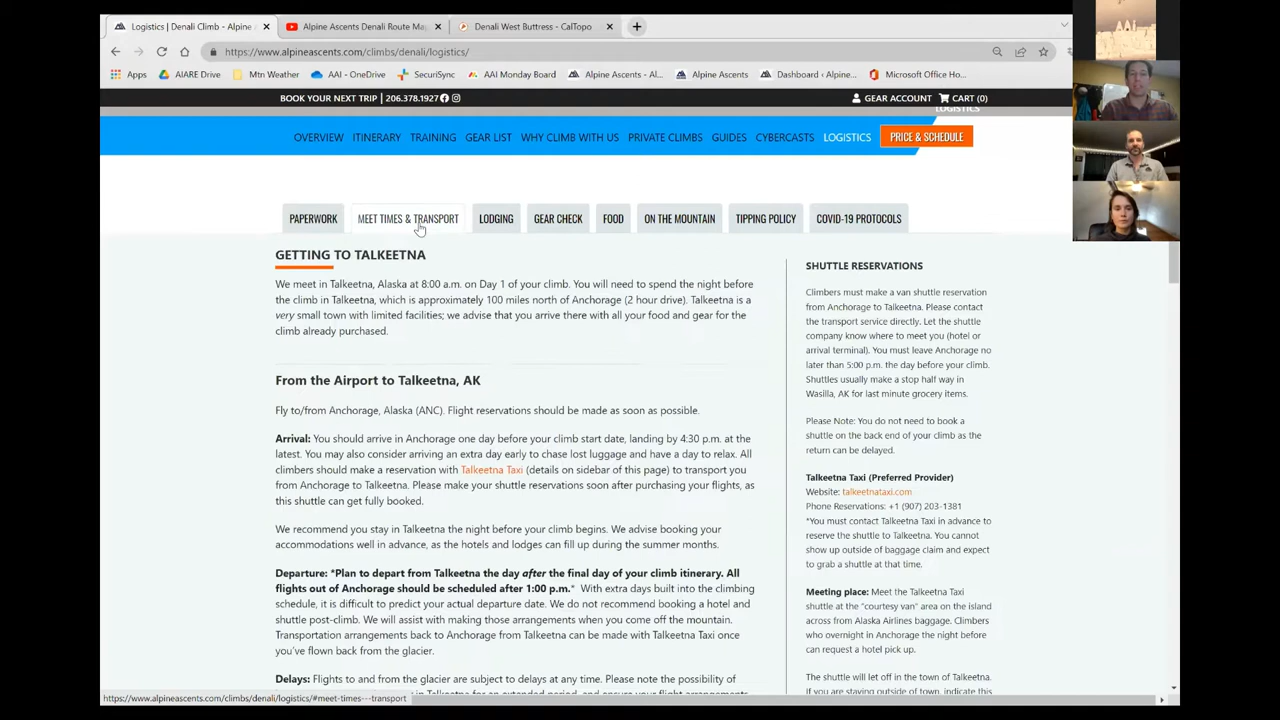 Logistics | Denali Climb - Alpine
Alpine Ascents Denali Route Ma
Denali West Buttress - CalTopo
https://www.alpineascents.com/climbs/denali/logistics/
Apps
AIARE Drive
Mtn Weather
AAI - OneDrive
SecuriSync
AAI Monday Board
Alpine Ascents - Al...
Alpine Ascents
Dashboard ‹ Alpine...
Microsoft Office Ho...
BOOK YOUR NEXT TRIP | 206.378.1927
GEAR ACCOUNT
CART (0)
LOGISTICS
OVERVIEW
ITINERARY
TRAINING
GEAR LIST
WHY CLIMB WITH US
PRIVATE CLIMBS
GUIDES
CYBERCASTS
LOGISTICS
PRICE & SCHEDULE
PAPERWORK
MEET TIMES & TRANSPORT
LODGING
GEAR CHECK
FOOD
ON THE MOUNTAIN
TIPPING POLICY
COVID-19 PROTOCOLS
GETTING TO TALKEETNA
We meet in Talkeetna, Alaska at 8:00 a.m. on Day 1 of your climb. You will need to spend the night before
the climb in Talkeetna, which is approximately 100 miles north of Anchorage (2 hour drive). Talkeetna is a
very small town with limited facilities; we advise that you arrive there with all your food and gear for the
climb already purchased.
From the Airport to Talkeetna, AK
Fly to/from Anchorage, Alaska (ANC). Flight reservations should be made as soon as possible.
Arrival: You should arrive in Anchorage one day before your climb start date, landing by 4:30 p.m. at the
latest. You may also consider arriving an extra day early to chase lost luggage and have a day to relax. All
climbers should make a reservation with Talkeetna Taxi (details on sidebar of this page) to transport you
from Anchorage to Talkeetna. Please make your shuttle reservations soon after purchasing your flights, as
this shuttle can get fully booked.
We recommend you stay in Talkeetna the night before your climb begins. We advise booking your
accommodations well in advance, as the hotels and lodges can fill up during the summer months.
Departure: *Plan to depart from Talkeetna the day after the final day of your climb itinerary. All
flights out of Anchorage should be scheduled after 1:00 p.m.* With extra days built into the climbing
schedule, it is difficult to predict your actual departure date. We do not recommend booking a hotel and
shuttle post-climb. We will assist with making those arrangements when you come off the mountain.
Transportation arrangements back to Anchorage from Talkeetna can be made with Talkeetna Taxi once
you've flown back from the glacier.
Delays: Flights to and from the glacier are subject to delays at any time. Please note the possibility of
SHUTTLE RESERVATIONS
Climbers must make a van shuttle reservation
from Anchorage to Talkeetna. Please contact
the transport service directly. Let the shuttle
company know where to meet you (hotel or
arrival terminal). You must leave Anchorage no
later than 5:00 p.m. the day before your climb.
Shuttles usually make a stop half way in
Wasilla, AK for last minute grocery items.
Please Note: You do not need to book a
shuttle on the back end of your climb as the
return can be delayed.
Talkeetna Taxi (Preferred Provider)
Website: talkeetnataxi.com
Phone Reservations: +1 (907) 203-1381
*You must contact Talkeetna Taxi in advance to
reserve the shuttle to Talkeetna. You cannot
show up outside of baggage claim and expect
to grab a shuttle at that time.
Meeting place: Meet the Talkeetna Taxi
shuttle at the "courtesy van" area on the island
across from Alaska Airlines baggage. Climbers
who overnight in Anchorage the night before
can request a hotel pick up.
The shuttle will let off in the town of Talkeetna.
If you are staying outside of town, indicate this
https://www.alpineascents.com/climbs/denali/logistics/#meet-times---transport
AAi